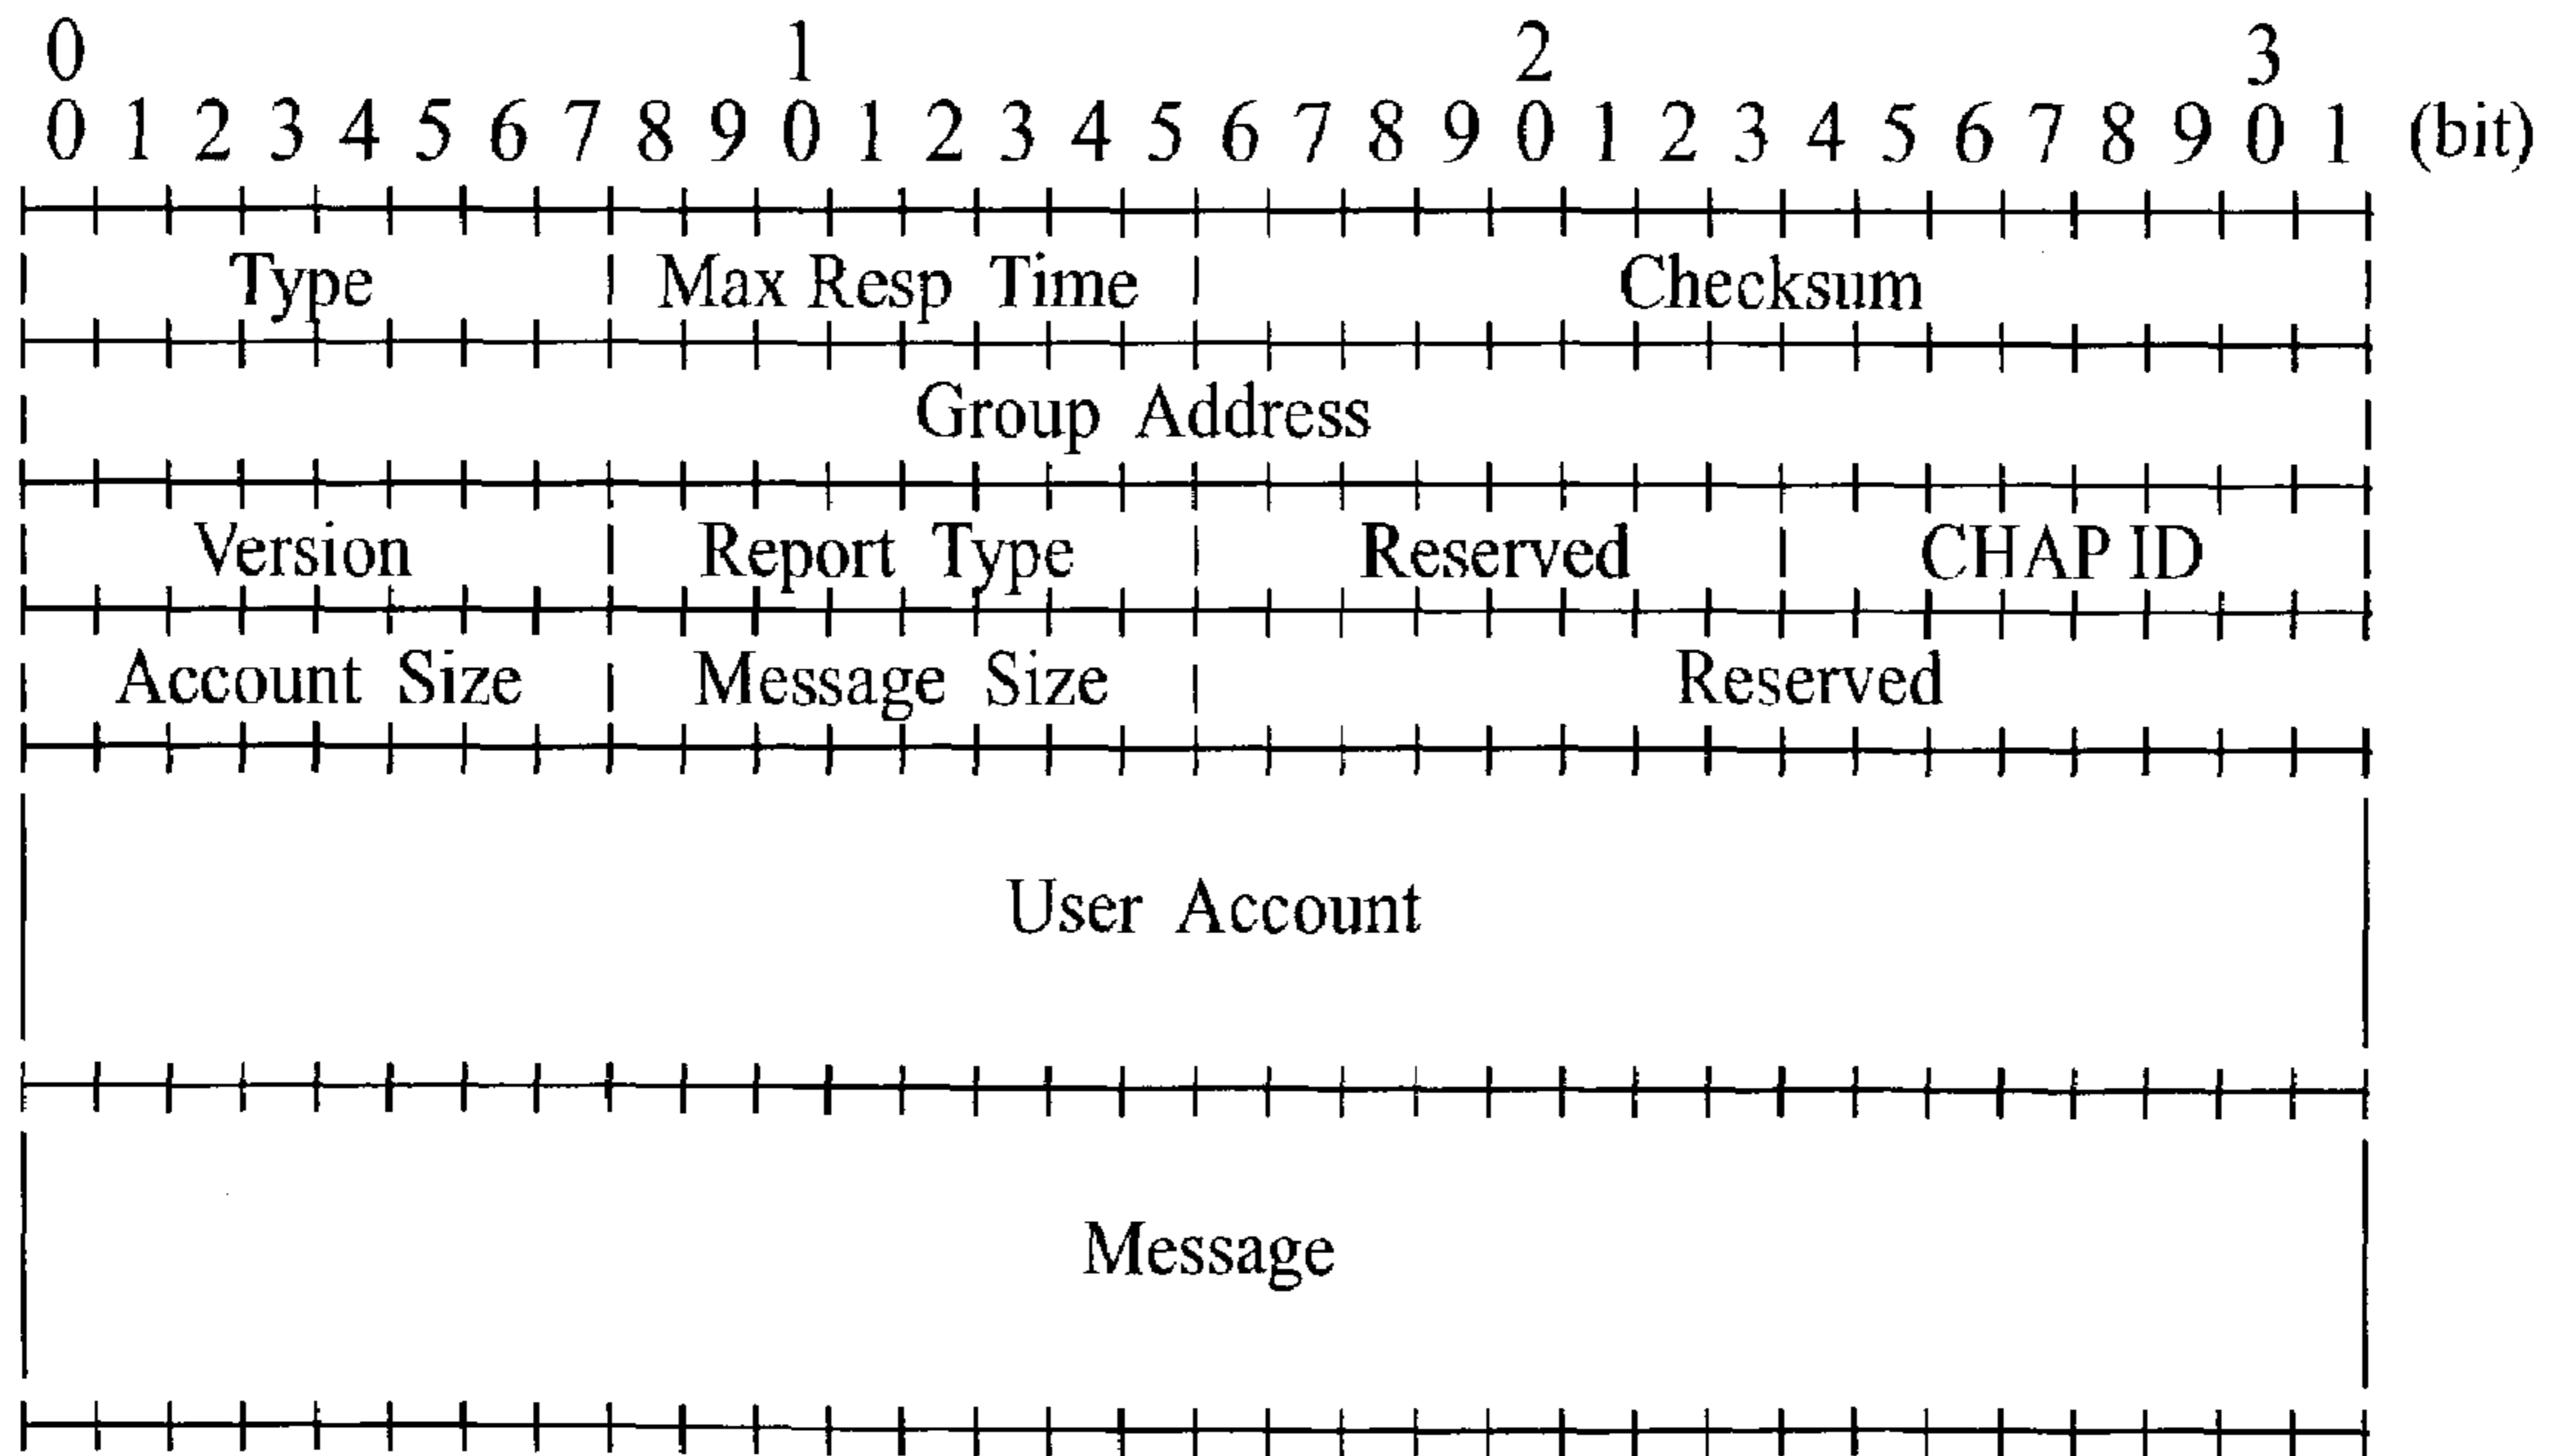 0 1 2 3
0 1 2 3 4 5 6 7 8 9 0 1 2 3 4 5 6 7 8 9 0 1 2 3 4 5 6 7 8 9 0 1 (bit)
Type Max Resp Time Checksum
Group Address
Version Report Type Reserved CHAP ID
Account Size Message Size Reserved
User Account
Message